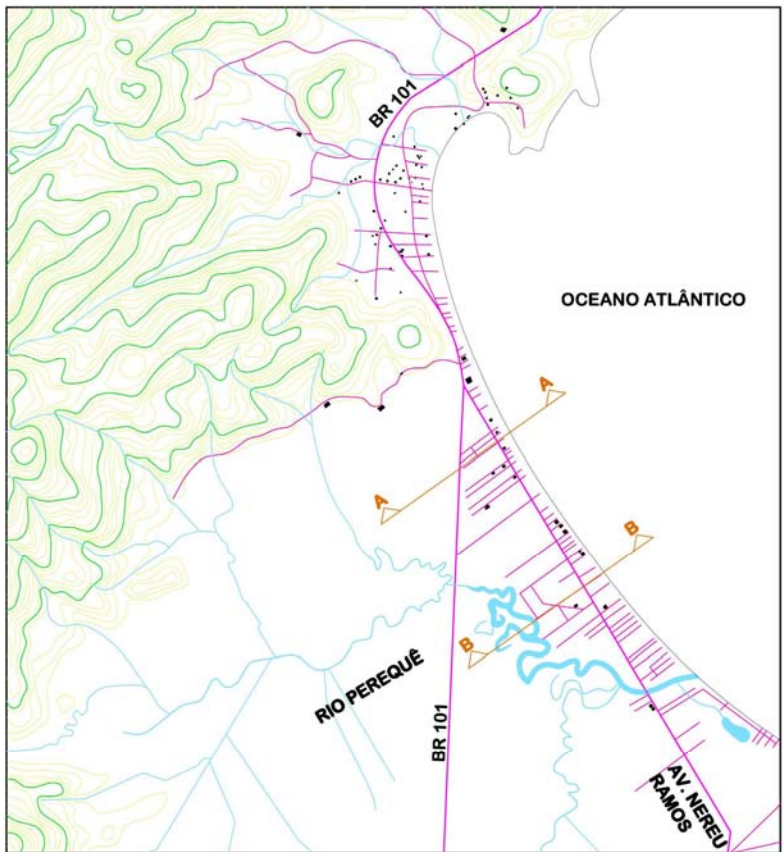 BR 101
OCEANO ATLÂNTICO
A
A
B
B
RIO PEREQUÊ
BR 101
AV. NEREU
RAMOS